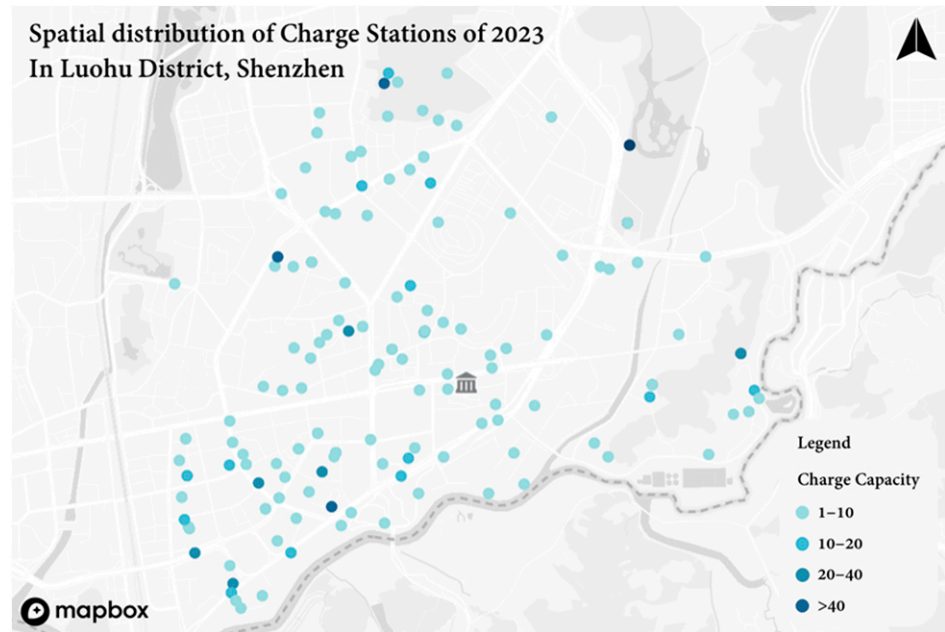 Spatial distribution of Charge Stations of 2023
In Luohu District, Shenzhen
Legend
Charge Capacity
1–10
10–20
20–40
>40
mapbox